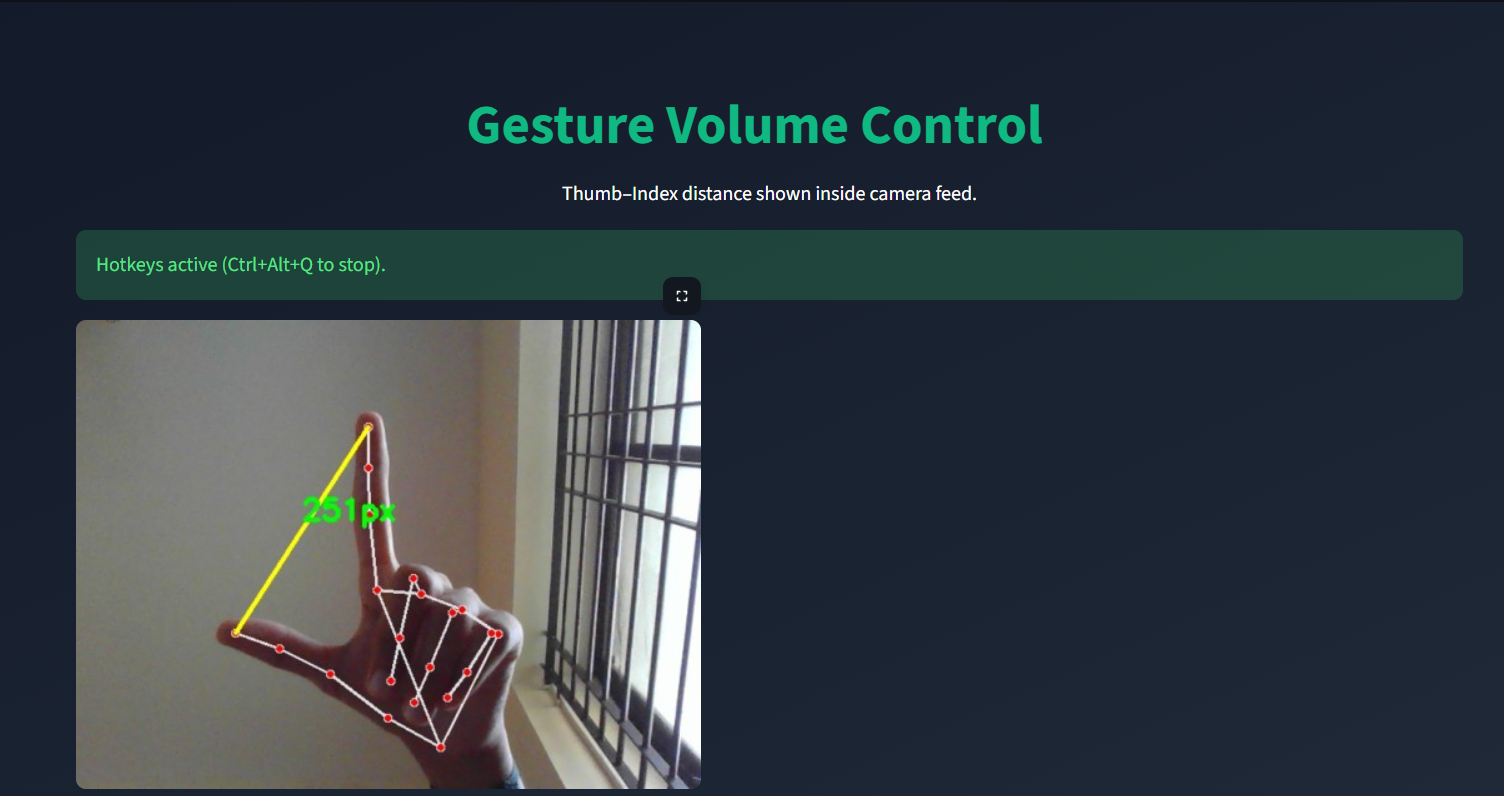 Gesture Volume Control
Thumb–Index distance shown inside camera feed.
Hotkeys active (Ctrl+Alt+Q to stop).
251px